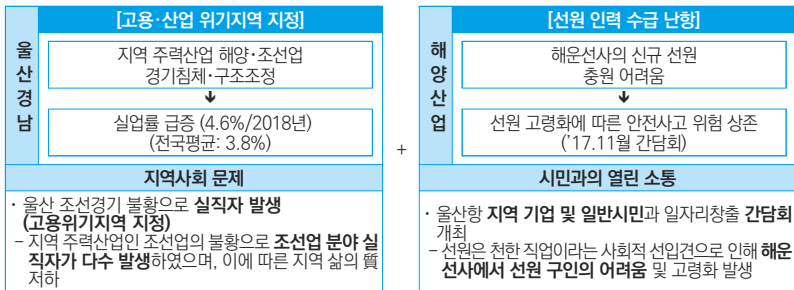 [고용·산업 위기지역 지정]
울산경남
지역 주력산업 해양·조선업
경기침체·구조조정
실업률 급증 (4.6%/2018년)
(전국평균: 3.8%)
지역사회 문제
· 울산 조선경기 불황으로 실직자 발생
(고용위기지역 지정)
– 지역 주력산업인 조선업의 불황으로 조선업 분야 실
직자가 다수 발생하였으며, 이에 따른 지역 삶의 質
저하
+
[선원 인력 수급 난항]
해양산업
해운선사의 신규 선원
충원 어려움
선원 고령화에 따른 안전사고 위험 상존
('17.11월 간담회)
시민과의 열린 소통
· 울산항 지역 기업 및 일반시민과 일자리창출 간담회
개최
– 선원은 천한 직업이라는 사회적 선입견으로 인해 해운
선사에서 선원 구인의 어려움 및 고령화 발생